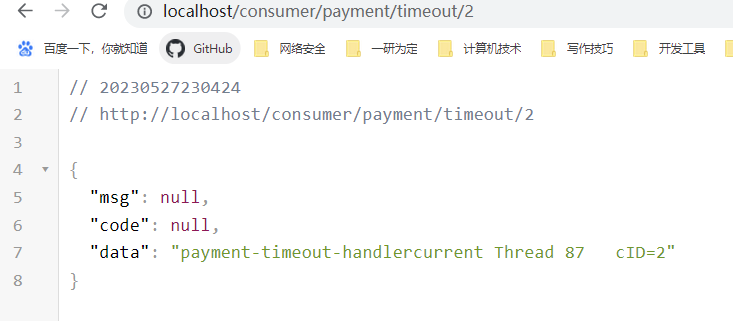 localhost/consumer/payment/timeout/2
百度一下，你就知道 GitHub 网络安全 一研为定 计算机技术 写作技巧 开发工具
1 // 20230527230424
2 // http://localhost/consumer/payment/timeout/2
3
4 {
5 "msg": null,
6 "code": null,
7 "data": "payment-timeout-handlercurrent Thread 87   cID=2"
8 }